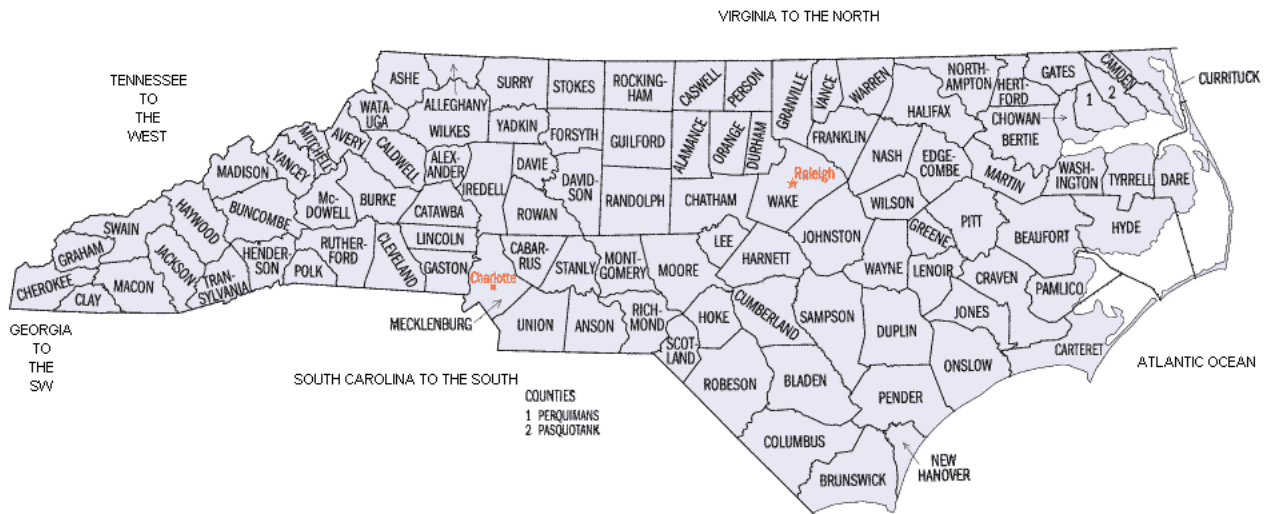 VIRGINIA TO THE NORTH
TENNESSEE
TO
THE
WEST
GEORGIA
TO
THE
SW
SOUTH CAROLINA TO THE SOUTH
ATLANTIC OCEAN
ASHE
ALLEGHANY
SURRY
STOKES
ROCKING-
HAM
CASWELL
PERSON
GRANVILLE
VANCE
WARREN
HALIFAX
NORTH-
AMPTON
HERT-
FORD
GATES
CAMDEN
CURRITUCK
1
2
CHOWAN
BERTIE
WATA
UGA
WILKES
YADKIN
FORSYTH
GUILFORD
ALAMANCE
ORANGE
DURHAM
FRANKLIN
NASH
EDGE-
COMBE
MARTIN
WASH-
INGTON
TYRRELL
DARE
MITCHELL
AVERY
CALDWELL
ALEX-
ANDER
IREDELL
DAVIE
DAVID-
SON
RANDOLPH
CHATHAM
Raleigh
WAKE
WILSON
PITT
BEAUFORT
HYDE
MADISON
YANCEY
McDOWELL
BURKE
CATAWBA
ROWAN
SWAIN
HAYWOOD
BUNCOMBE
RUTHER-
FORD
CLEVELAND
LINCOLN
GASTON
CABAR-
RUS
STANLY
MONT-
GOMERY
MOORE
LEE
HARNETT
JOHNSTON
GREENE
WAYNE
LENOIR
CRAVEN
PAMLICO
GRAHAM
CHEROKEE
CLAY
MACON
JACKSON
TRAN-
SYLVANIA
HENDER-
SON
POLK
Charlotte
MECKLENBURG
UNION
ANSON
RICH-
MOND
SCOT-
LAND
HOKE
CUMBERLAND
SAMPSON
DUPLIN
JONES
ONSLOW
CARTERET
ROBESON
BLADEN
PENDER
COLUMBUS
BRUNSWICK
NEW
HANOVER
COUNTIES
1 PERQUIMANS
2 PASQUOTANK